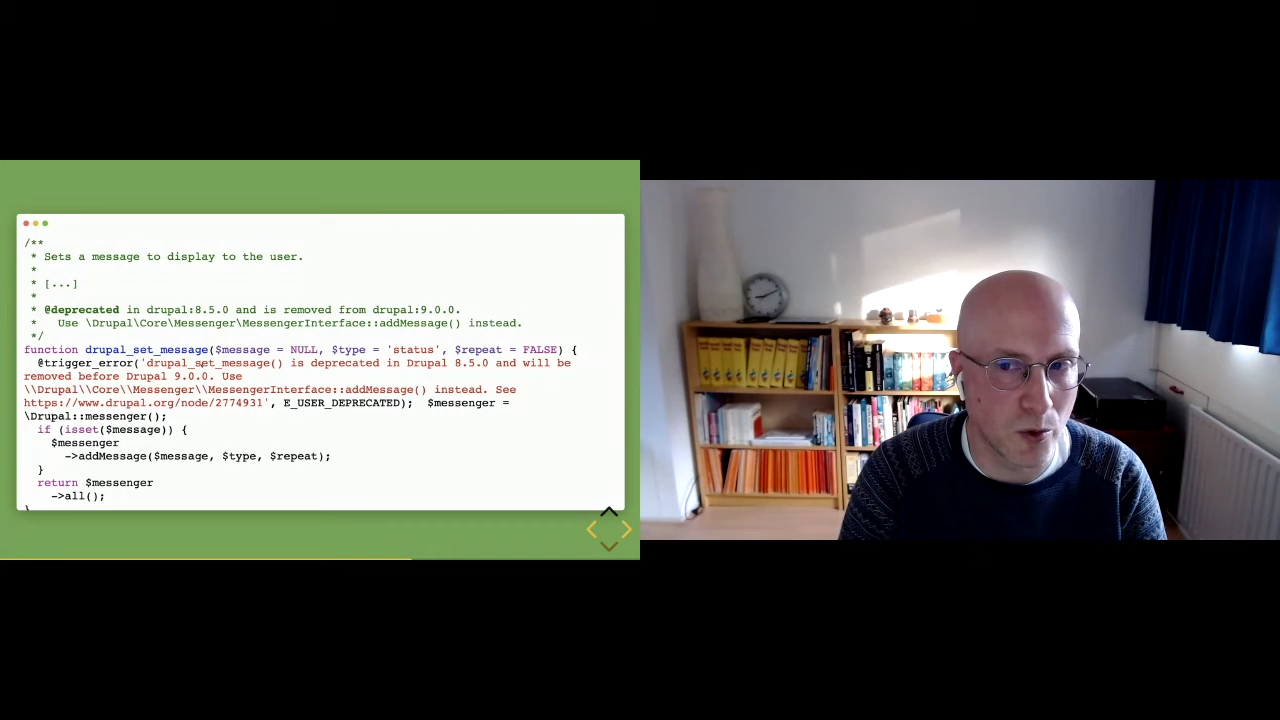 /**
* Sets a message to display to the user.
*
* [...]
*
* @deprecated in drupal:8.5.0 and is removed from drupal:9.0.0.
* Use \Drupal\Core\Messenger\MessengerInterface::addMessage() instead.
*/
function drupal_set_message($message = NULL, $type = 'status', $repeat = FALSE) {
@trigger_error('drupal_set_message() is deprecated in Drupal 8.5.0 and will be
removed before Drupal 9.0.0. Use
\\Drupal\\Core\\Messenger\\MessengerInterface::addMessage() instead. See
https://www.drupal.org/node/2774931', E_USER_DEPRECATED); $messenger =
\Drupal::messenger();
if (isset($message)) {
$messenger
->addMessage($message, $type, $repeat);
}
return $messenger
->all();
}